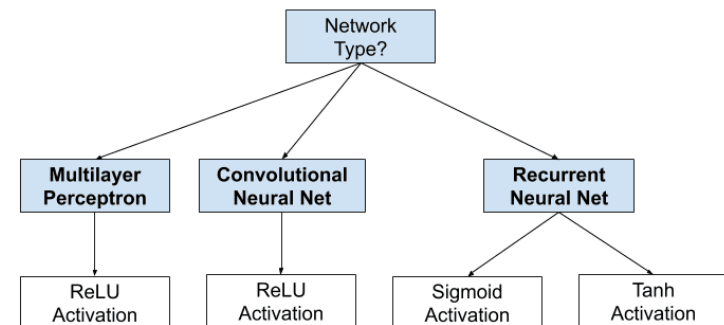 Network
Type?
Multilayer
Perceptron
Convolutional
Neural Net
Recurrent
Neural Net
ReLU
Activation
ReLU
Activation
Sigmoid
Activation
Tanh
Activation